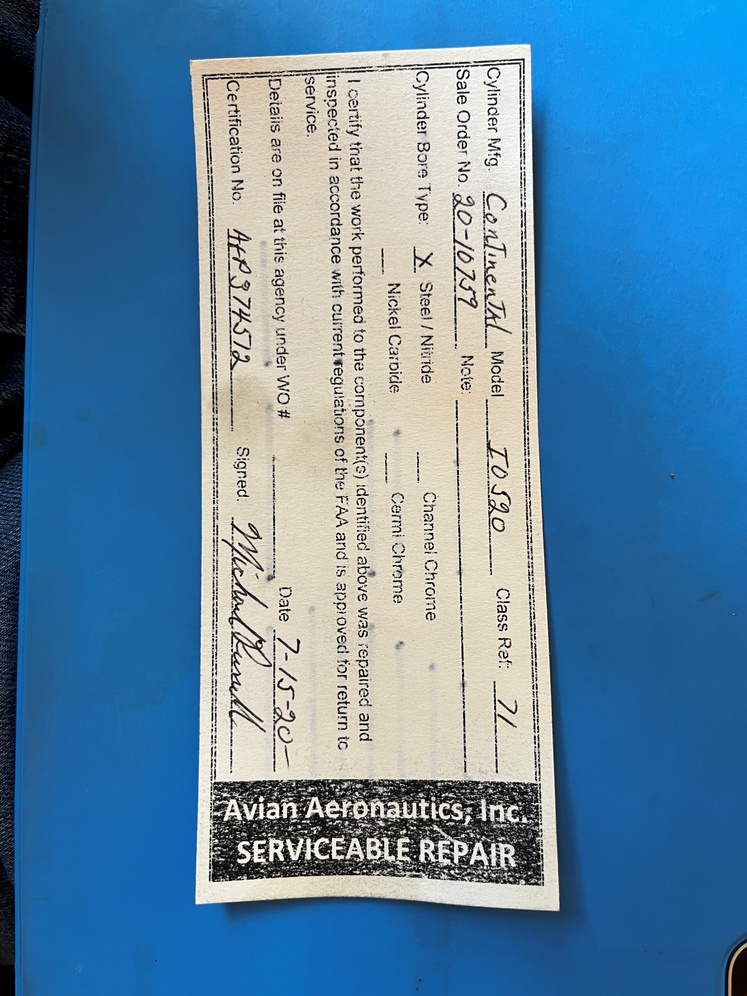 Cylinder Mfg. Continental Model IO520 Class Ref: 71
Sale Order No. 20-10759 Note:
Cylinder Bore Type: X Steel / Nitride Channel Chrome
Nickel Carbide Cermi Chrome
I certify that the work performed to the component(s) identified above was repaired and
inspected in accordance with current regulations of the FAA and is approved for return to
service.
Details are on file at this agency under WO # Date 7-15-20
Certification No. A+P 374512 Signed. Michael
Avian Aeronautics, Inc.
SERVICEABLE REPAIR